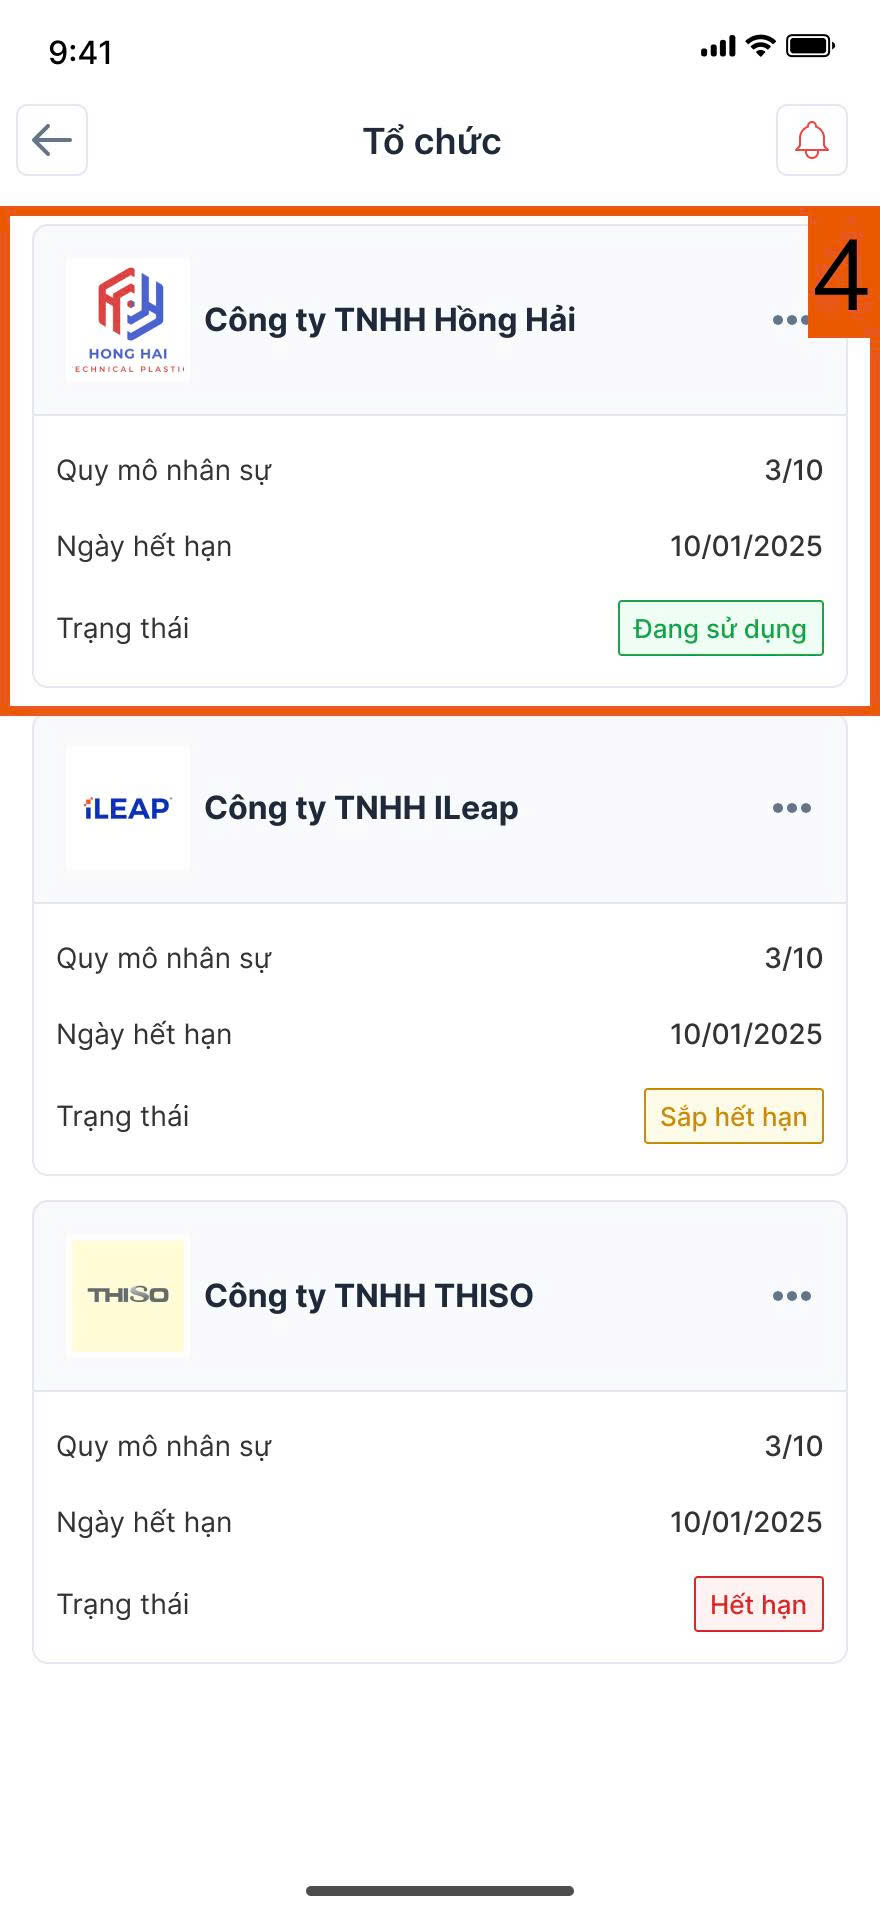 9:41
Tổ chức
4
HONG HAI
ECHNICAL PLASTI
Công ty TNHH Hồng Hải
Quy mô nhân sự 3/10
Ngày hết hạn 10/01/2025
Trạng thái Đang sử dụng
iLEAP
Công ty TNHH ILeap
Quy mô nhân sự 3/10
Ngày hết hạn 10/01/2025
Trạng thái Sắp hết hạn
THISO
Công ty TNHH THISO
Quy mô nhân sự 3/10
Ngày hết hạn 10/01/2025
Trạng thái Hết hạn